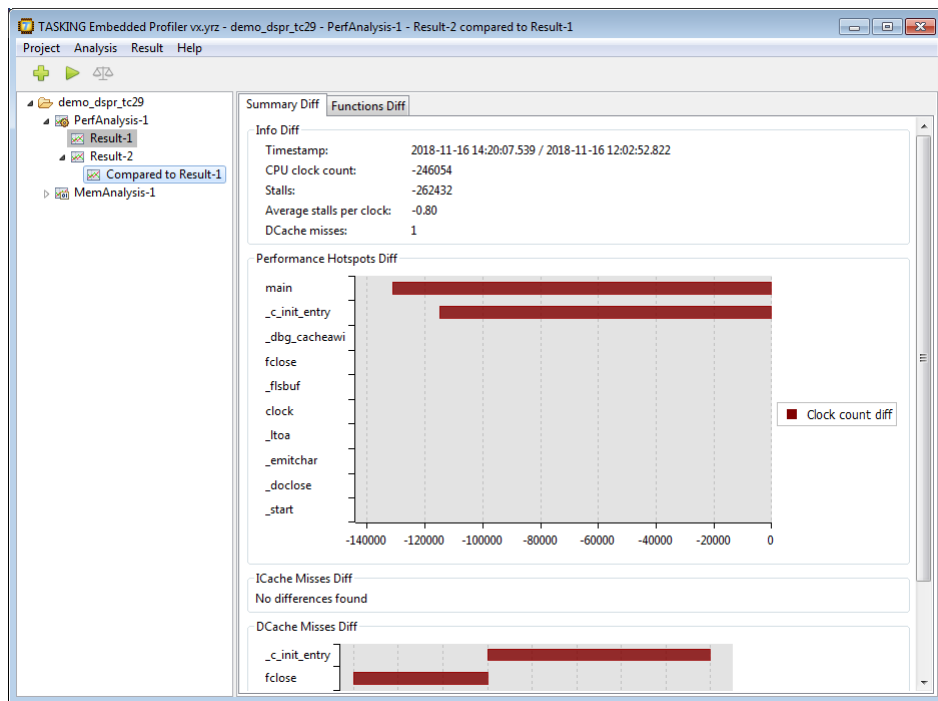 TASKING Embedded Profiler vx.yrz - demo_dspr_tc29 - PerfAnalysis-1 - Result-2 compared to Result-1
Project Analysis Result Help
demo_dspr_tc29
PerfAnalysis-1
Result-1
Result-2
Compared to Result-1
MemAnalysis-1
Summary Diff Functions Diff
Info Diff
Timestamp: 2018-11-16 14:20:07.539 / 2018-11-16 12:02:52.822
CPU clock count: -246054
Stalls: -262432
Average stalls per clock: -0.80
DCache misses: 1
Performance Hotspots Diff
main
_c_init_entry
_dbg_cacheawi
fclose
_flsbuf
clock
_ltoa
_emitchar
_doclose
_start
-140000 -120000 -100000 -80000 -60000 -40000 -20000 0
Clock count diff
ICache Misses Diff
No differences found
DCache Misses Diff
_c_init_entry
fclose